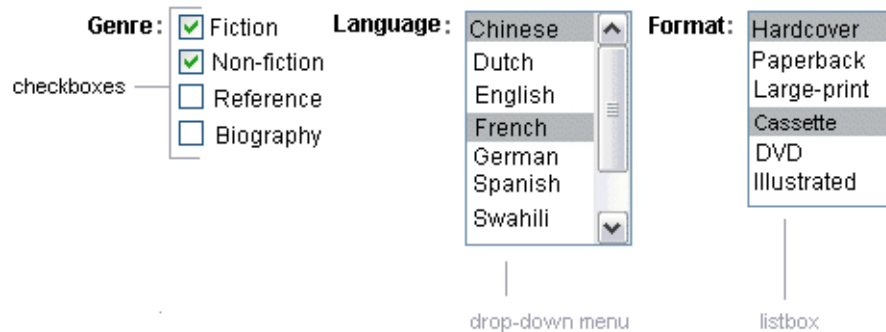 Genre:
Fiction
Non-fiction
Reference
Biography
checkboxes
Language:
Chinese
Dutch
English
French
German
Spanish
Swahili
drop-down menu
Format:
Hardcover
Paperback
Large-print
Cassette
DVD
Illustrated
listbox